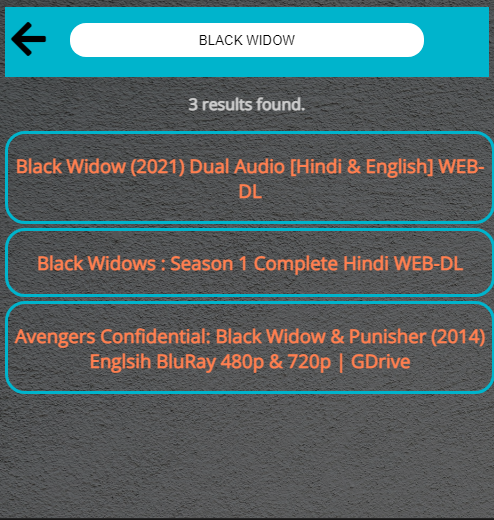 BLACK WIDOW
3 results found.
Black Widow (2021) Dual Audio [Hindi & English] WEB-
DL
Black Widows : Season 1 Complete Hindi WEB-DL
Avengers Confidential: Black Widow & Punisher (2014)
Englsih BluRay 480p & 720p | GDrive